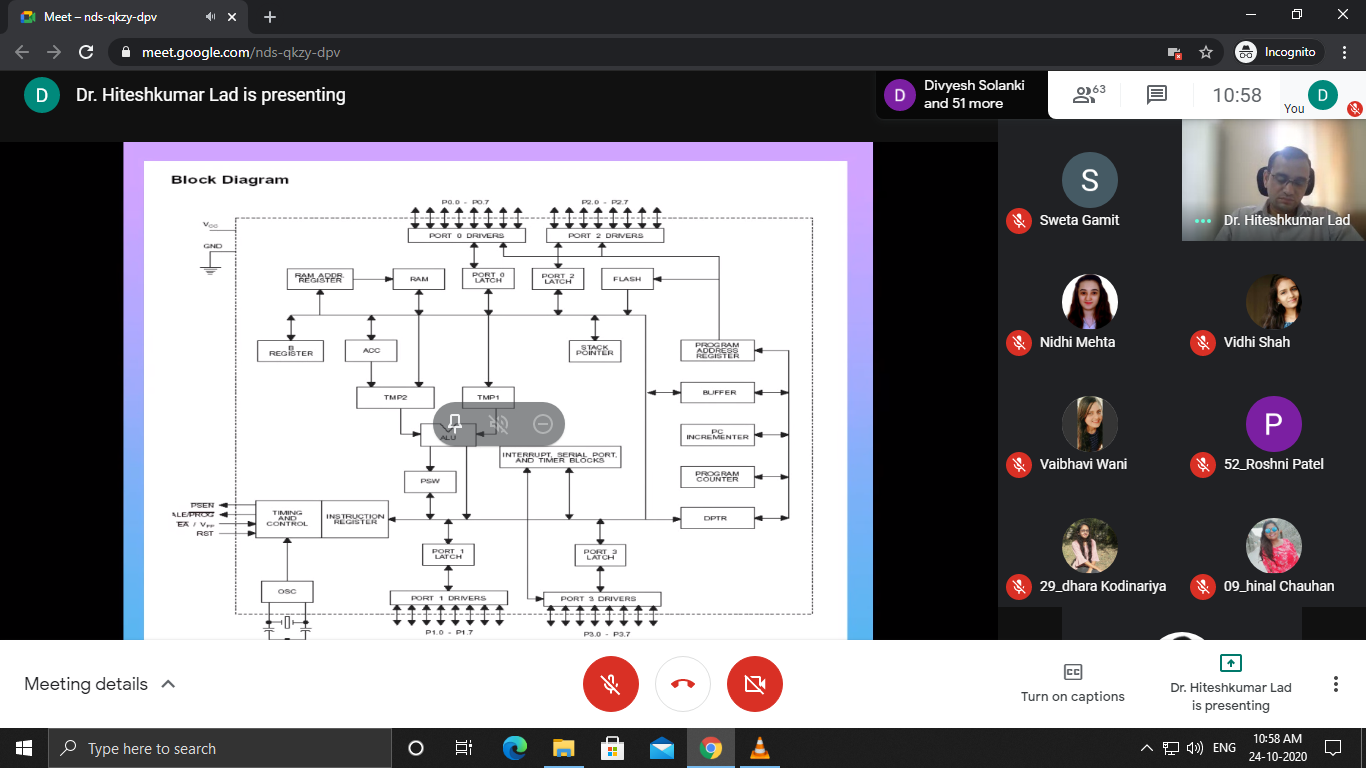 Meet – nds-qkzy-dpv
meet.google.com/nds-qkzy-dpv
Incognito
D
Dr. Hiteshkumar Lad is presenting
D
Divyesh Solanki
and 51 more
63
10:58
You
D
Block Diagram
P0.0 - P0.7
P2.0 - P2.7
VCC
GND
PORT 0 DRIVERS
PORT 2 DRIVERS
RAM ADDR.
REGISTER
RAM
PORT 0
LATCH
PORT 2
LATCH
FLASH
B
REGISTER
ACC
STACK
POINTER
PROGRAM
ADDRESS
REGISTER
TMP2
TMP1
BUFFER
ALU
PC
INCREMENTER
INTERRUPT, SERIAL PORT,
AND TIMER BLOCKS
PSW
PROGRAM
COUNTER
PSEN
ALE/PROG
EA / VPP
RST
TIMING
AND
CONTROL
INSTRUCTION
REGISTER
DPTR
PORT 1
LATCH
PORT 3
LATCH
OSC
PORT 1 DRIVERS
PORT 3 DRIVERS
P1.0 - P1.7
P3.0 - P3.7
S
Sweta Gamit
Dr. Hiteshkumar Lad
Nidhi Mehta
Vidhi Shah
Vaibhavi Wani
P
52_Roshni Patel
29_dhara Kodinariya
09_hinal Chauhan
Meeting details
CC
Turn on captions
Dr. Hiteshkumar Lad
is presenting
Type here to search
ENG
10:58 AM
24-10-2020